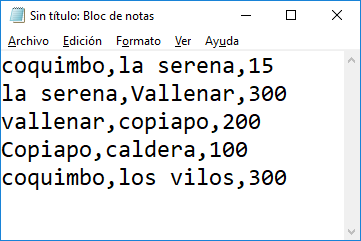 Sin título: Bloc de notas
Archivo Edición Formato Ver Ayuda
coquimbo,la serena,15
la serena,Vallenar,300
vallenar,copiapo,200
Copiapo,caldera,100
coquimbo,los vilos,300